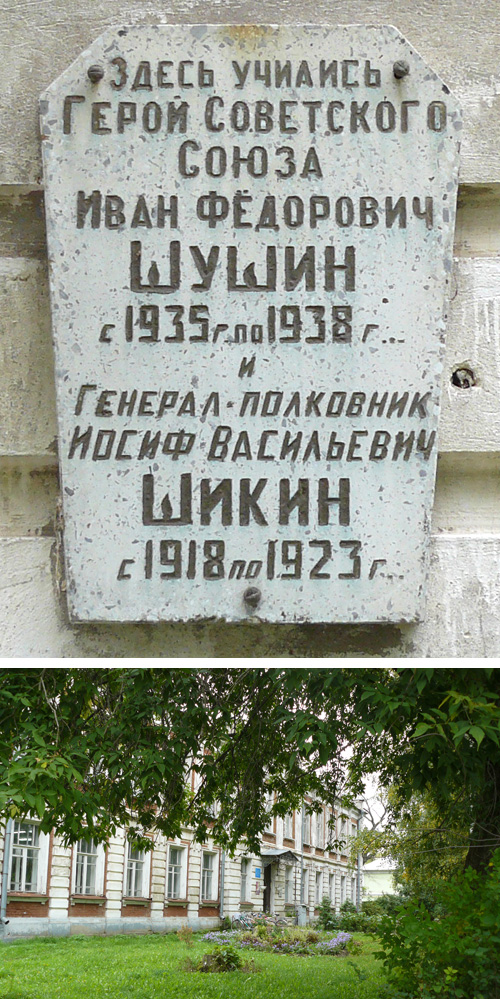 Здесь учились
Герой Советского
Союза
Иван Фёдорович
Шушин
с 1935 г. по 1938 г...
и
Генерал-полковник
Иосиф Васильевич
Шикин
с 1918 по 1923 г...